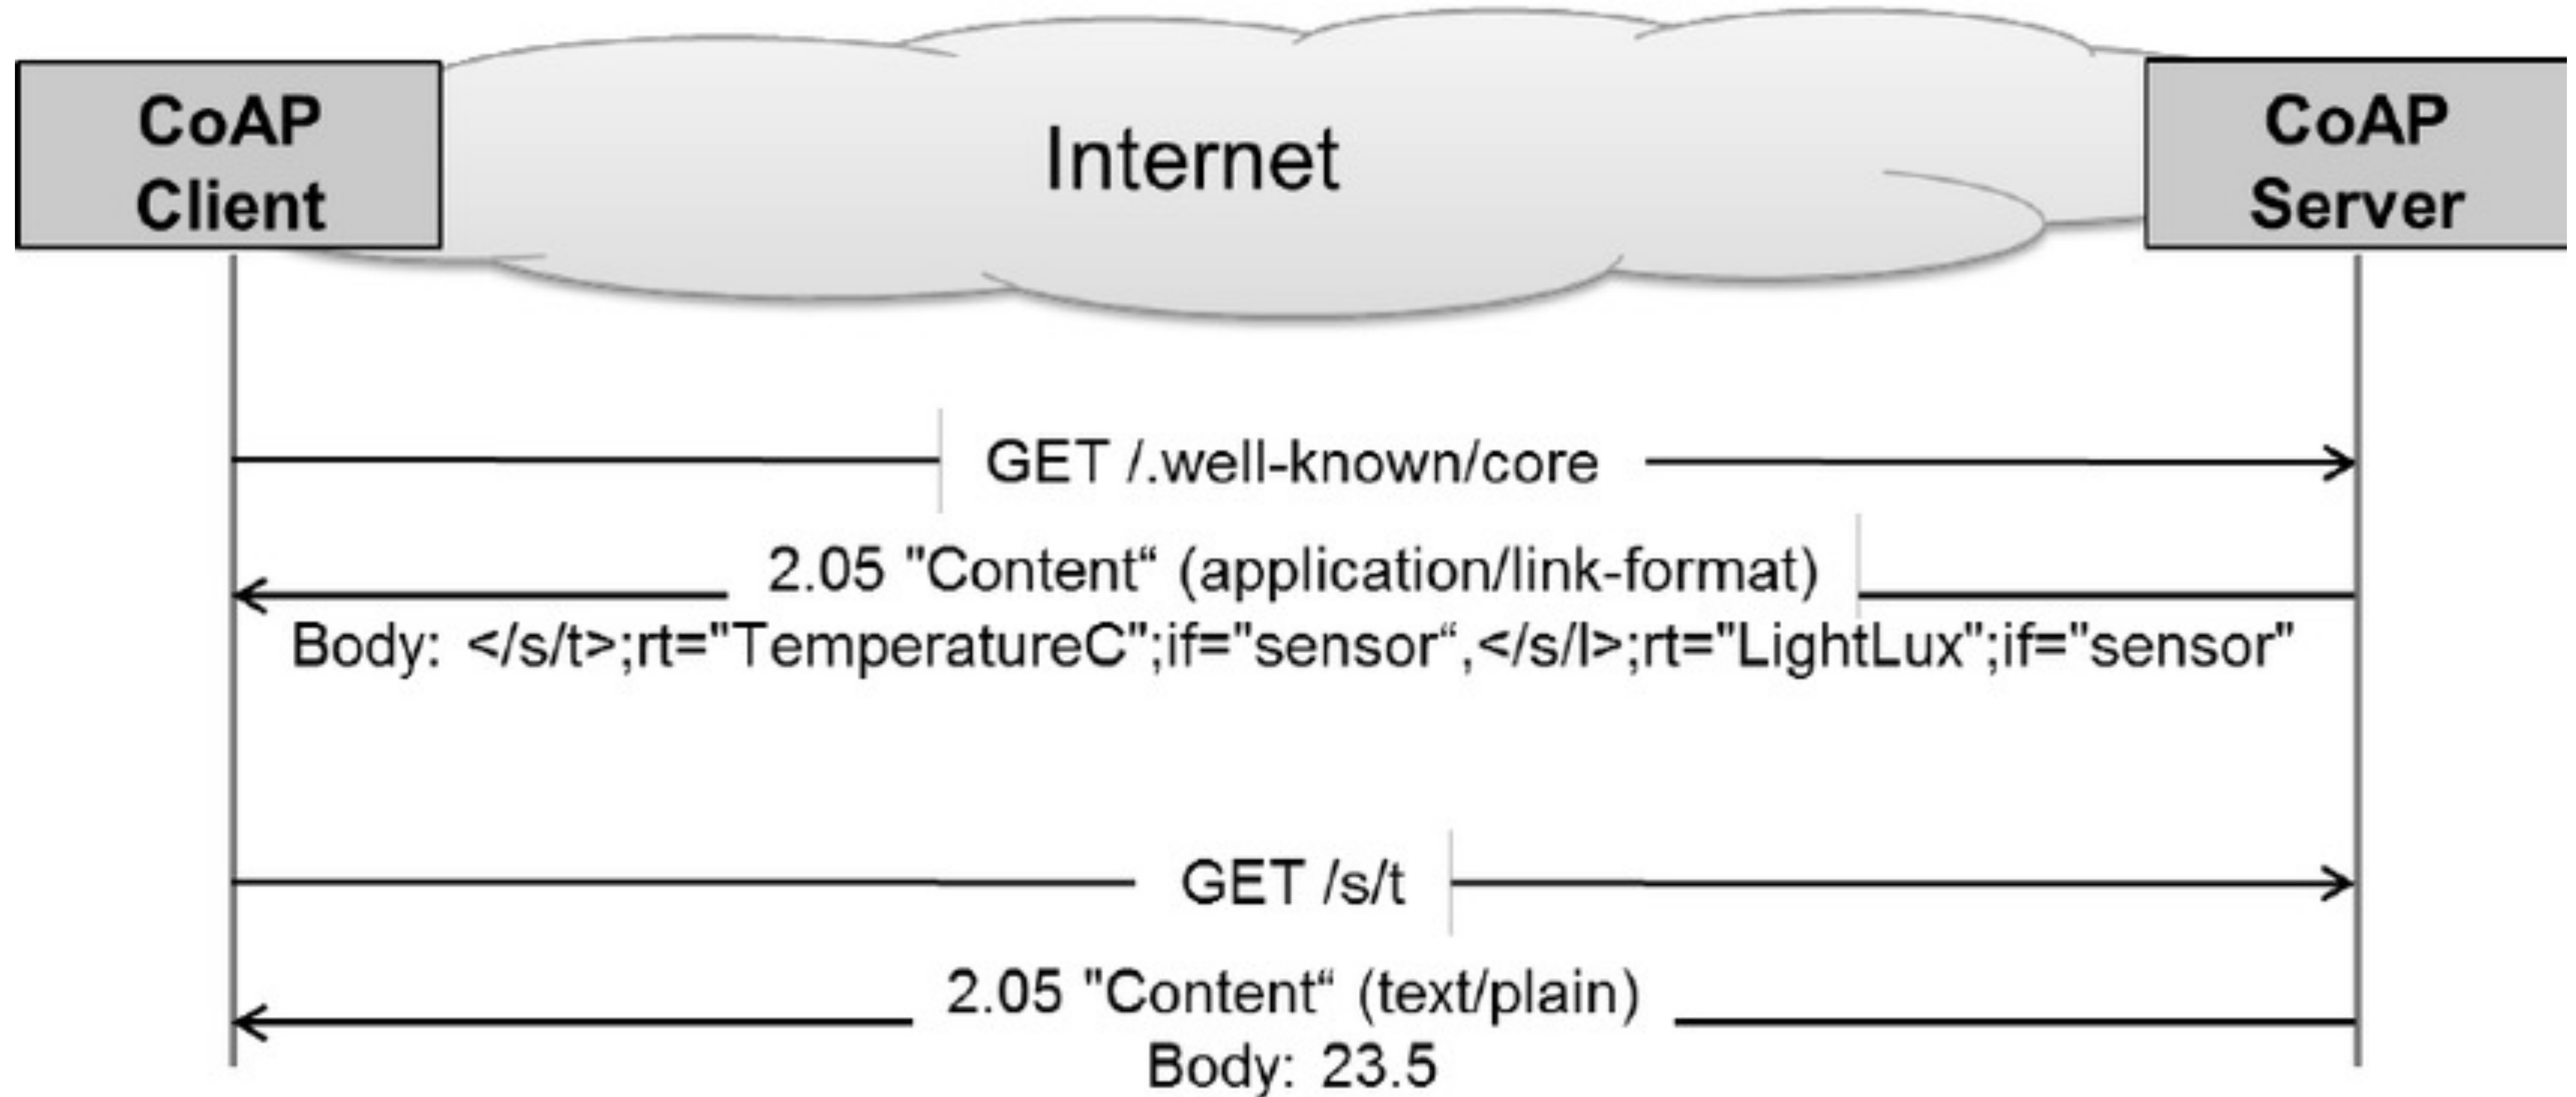 CoAP
Client
Internet
CoAP
Server
GET /.well-known/core
2.05 "Content“ (application/link-format)
Body: </s/t>;rt="TemperatureC";if="sensor“,</s/l>;rt="LightLux";if="sensor"
GET /s/t
2.05 "Content“ (text/plain)
Body: 23.5